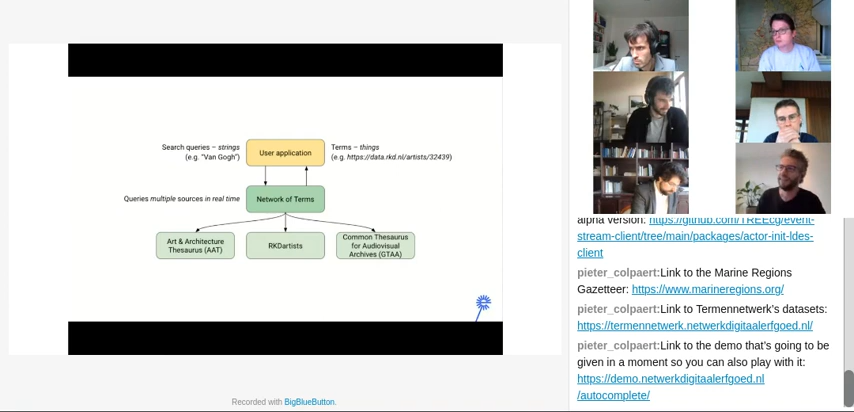 Search queries – strings
(e.g. "Van Gogh")
User application
Terms – things
(e.g. https://data.rkd.nl/artists/32439)
Queries multiple sources in real time
Network of Terms
Art & Architecture
Thesaurus (AAT)
RKDartists
Common Thesaurus
for Audiovisual
Archives (GTAA)
Recorded with BigBlueButton.
alpha version: https://github.com/TREEcg/event-
stream-client/tree/main/packages/actor-init-ldes-
client
pieter_colpaert:Link to the Marine Regions
Gazetteer: https://www.marineregions.org/
pieter_colpaert:Link to Termennetwerk's datasets:
https://termennetwerk.netwerkdigitaalerfgoed.nl/
pieter_colpaert:Link to the demo that's going to be
given in a moment so you can also play with it:
https://demo.netwerkdigitaalerfgoed.nl
/autocomplete/